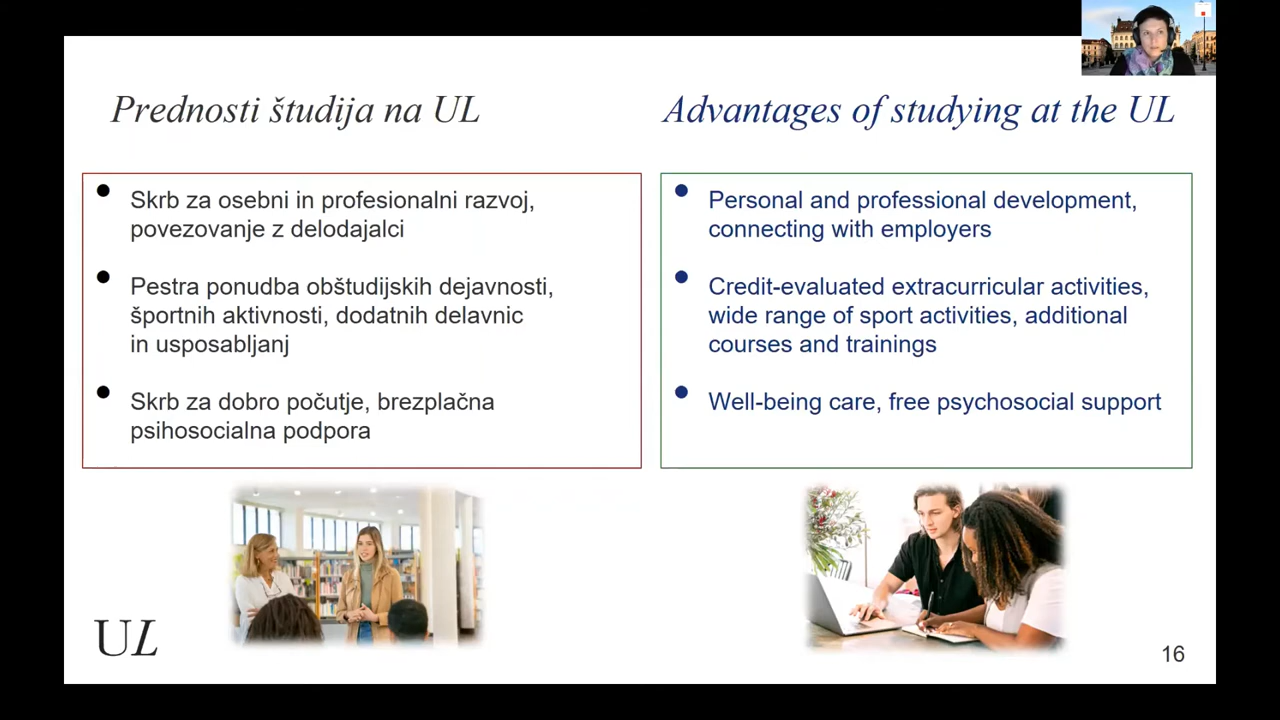 Prednosti študija na UL
Skrb za osebni in profesionalni razvoj,
povezovanje z delodajalci
Pestra ponudba obštudijskih dejavnosti,
športnih aktivnosti, dodatnih delavnic
in usposabljanj
Skrb za dobro počutje, brezplačna
psihosocialna podpora
Advantages of studying at the UL
Personal and professional development,
connecting with employers
Credit-evaluated extracurricular activities,
wide range of sport activities, additional
courses and trainings
Well-being care, free psychosocial support
UL
16